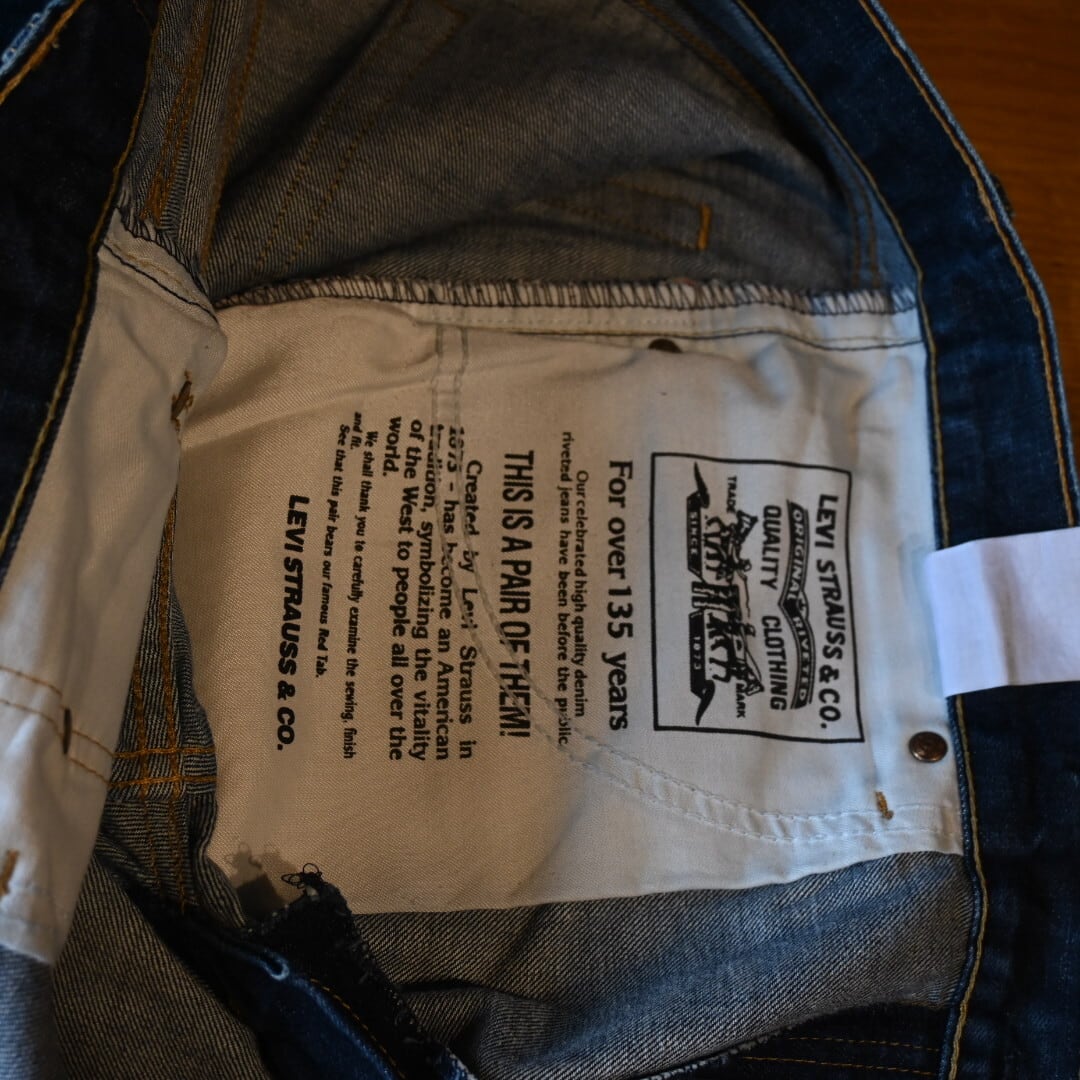 LEVI STRAUSS & CO.
ORIGINAL RIVETED
QUALITY CLOTHING
TRADE MARK
SINCE 1873
For over 135 years
Our celebrated high quality denim
riveted jeans have been before the public.
THIS IS A PAIR OF THEM!
Created by Levi Strauss in
1873 - has become an American
tradition, symbolizing the vitality
of the West to people all over the
world.
We shall thank you to carefully examine the sewing, finish
and fit.
See that this pair bears our famous Red Tab.
LEVI STRAUSS & CO.